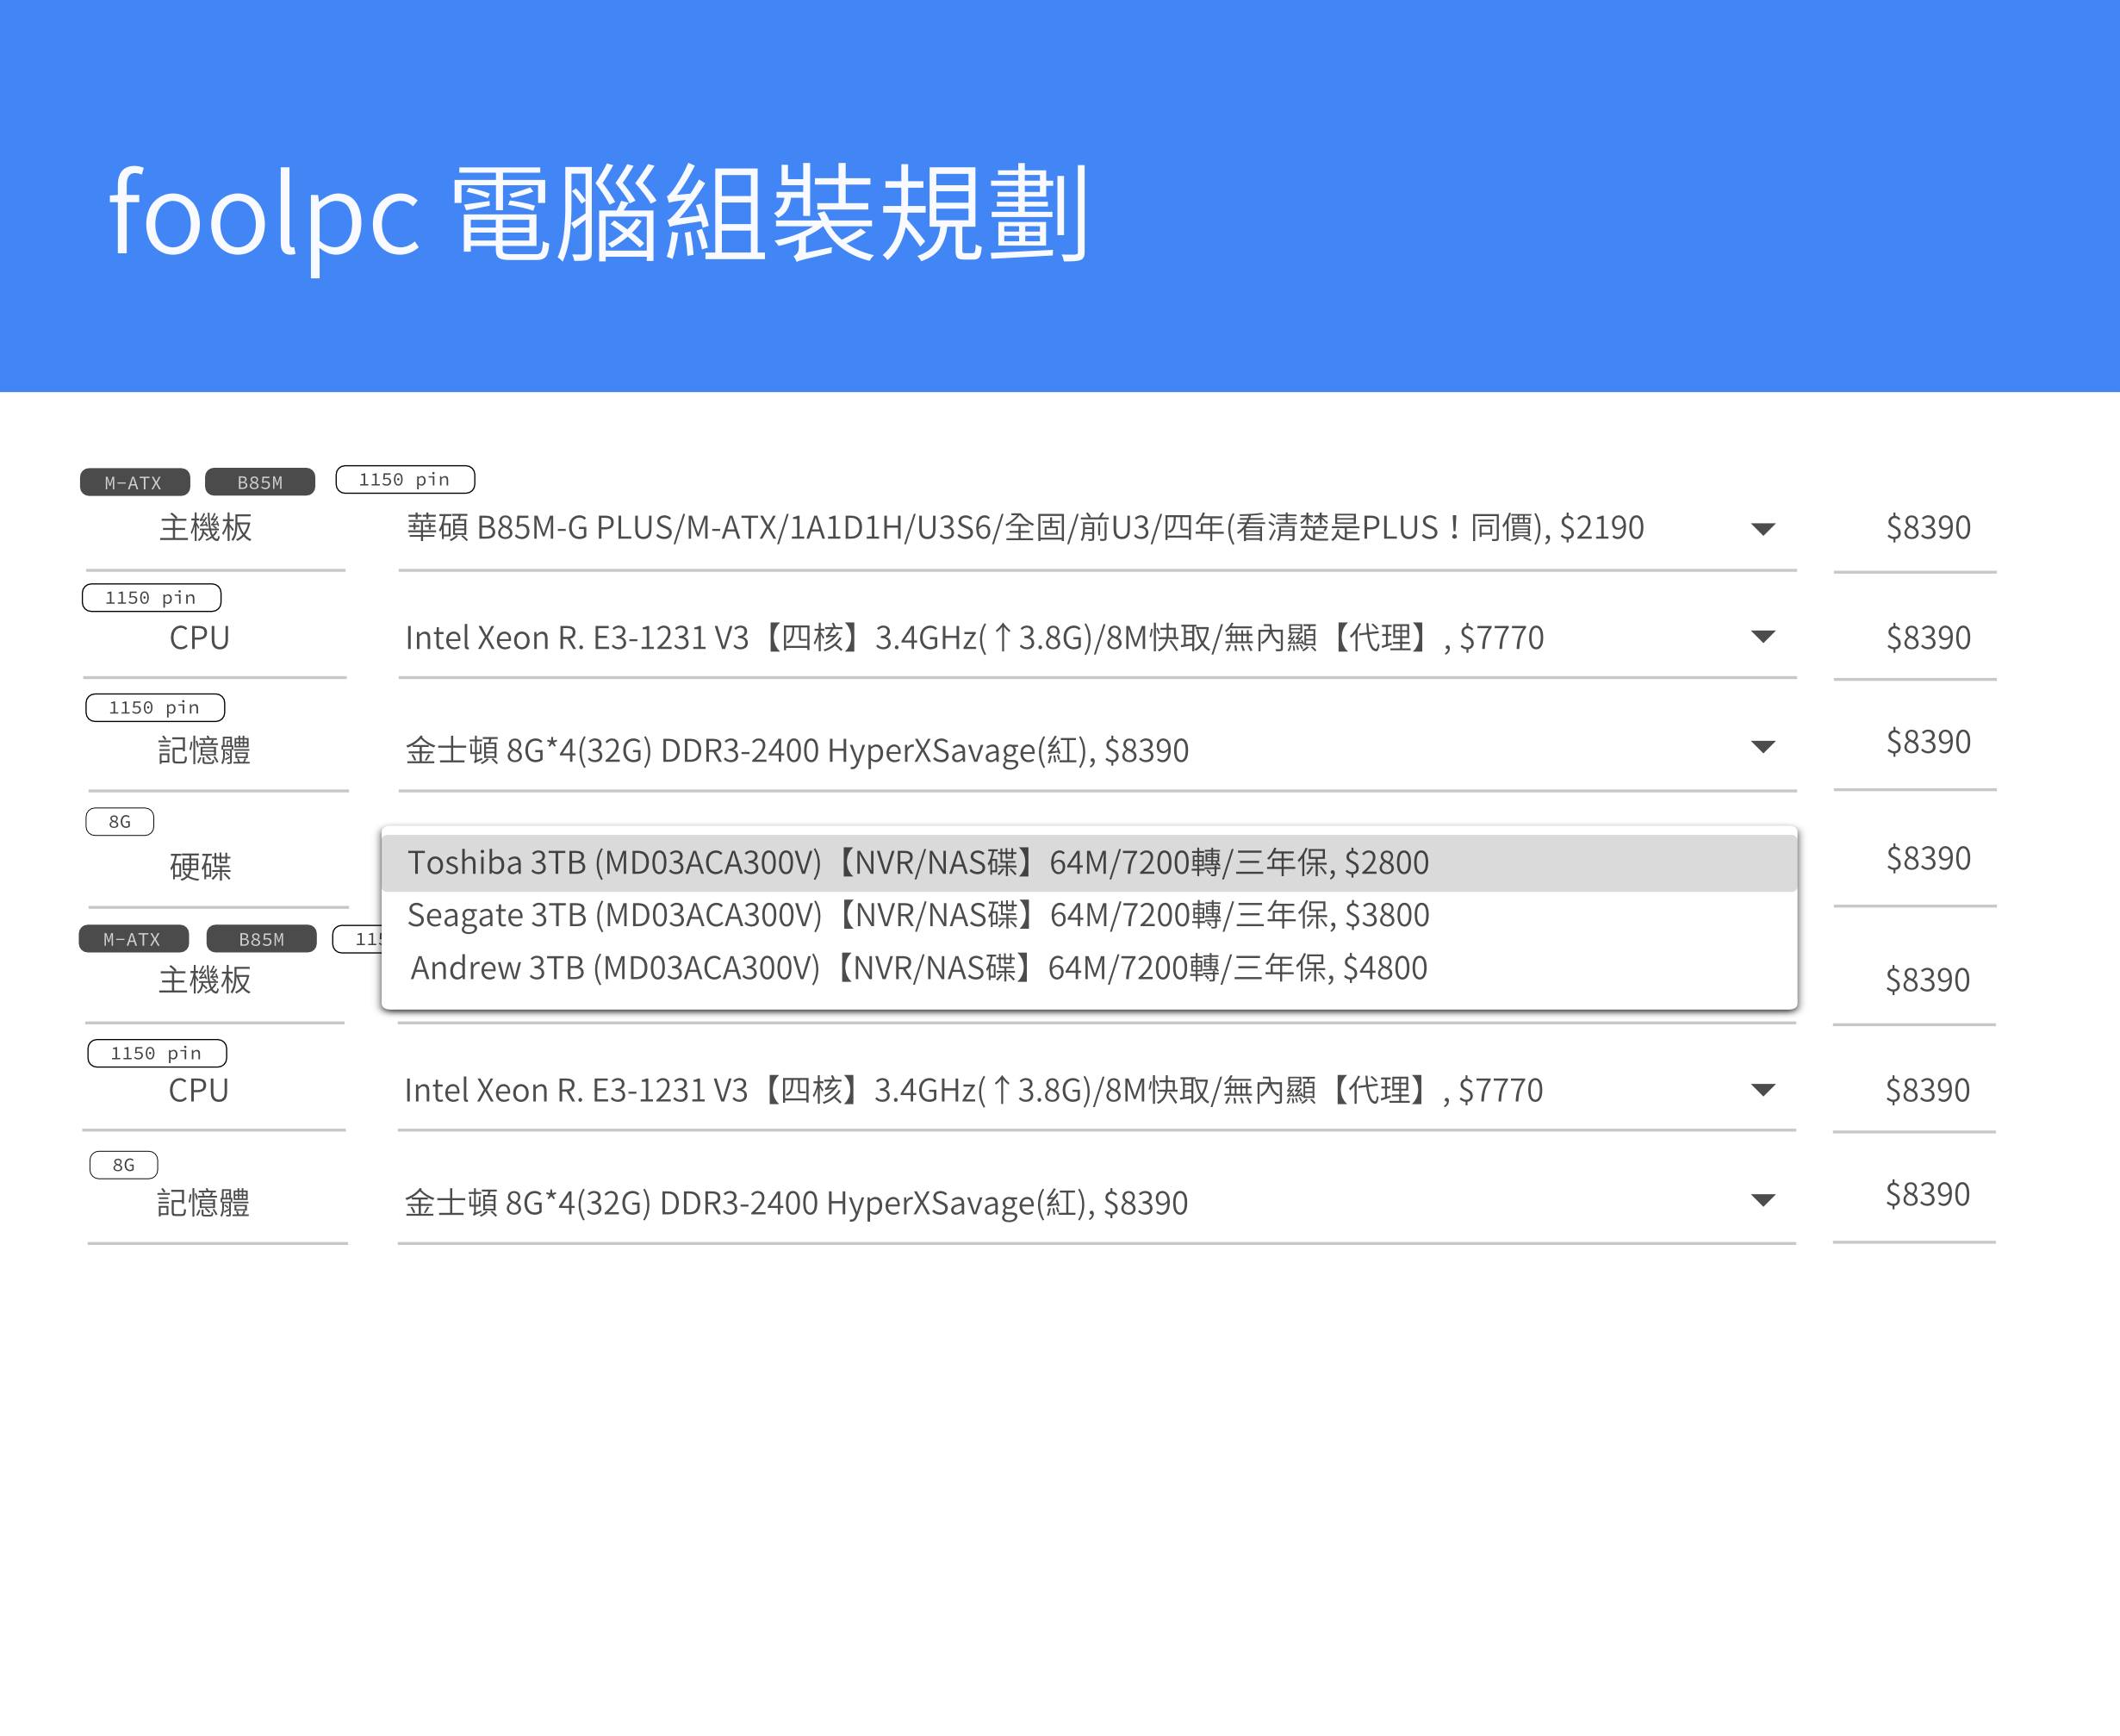 foolpc 電腦組裝規劃
M-ATX B85M 1150 pin
主機板 華碩 B85M-G PLUS/M-ATX/1A1D1H/U3S6/全固/前U3/四年(看清楚是PLUS！同價), $2190 $8390
1150 pin
CPU Intel Xeon R. E3-1231 V3【四核】3.4GHz(↑3.8G)/8M快取/無內顯【代理】, $7770 $8390
1150 pin
記憶體 金士頓 8G*4(32G) DDR3-2400 HyperXSavage(紅), $8390 $8390
8G
硬碟 Toshiba 3TB (MD03ACA300V)【NVR/NAS碟】64M/7200轉/三年保, $2800 $8390
Seagate 3TB (MD03ACA300V)【NVR/NAS碟】64M/7200轉/三年保, $3800
M-ATX B85M
主機板 Andrew 3TB (MD03ACA300V)【NVR/NAS碟】64M/7200轉/三年保, $4800 $8390
1150 pin
CPU Intel Xeon R. E3-1231 V3【四核】3.4GHz(↑3.8G)/8M快取/無內顯【代理】, $7770 $8390
8G
記憶體 金士頓 8G*4(32G) DDR3-2400 HyperXSavage(紅), $8390 $8390